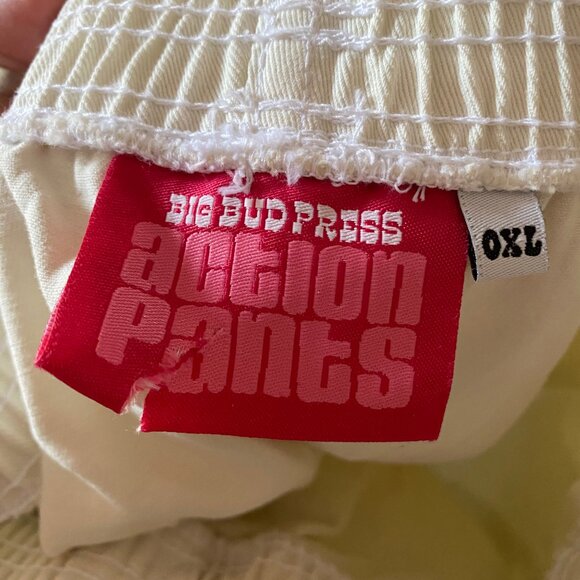 BIG BUD PRESS
action
pants
0XL